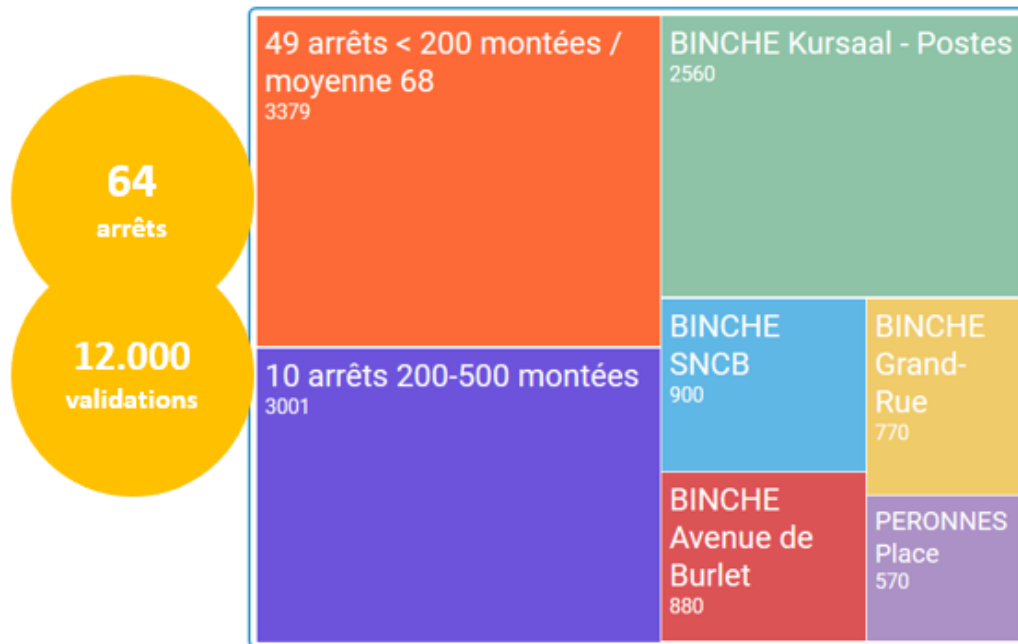 64
arrêts
12.000
validations
49 arrêts < 200 montées /
moyenne 68
3379
BINCHE Kursaal - Postes
2560
10 arrêts 200-500 montées
3001
BINCHE
SNCB
900
BINCHE
Grand-
Rue
770
BINCHE
Avenue de
Burlet
880
PERONNES
Place
570